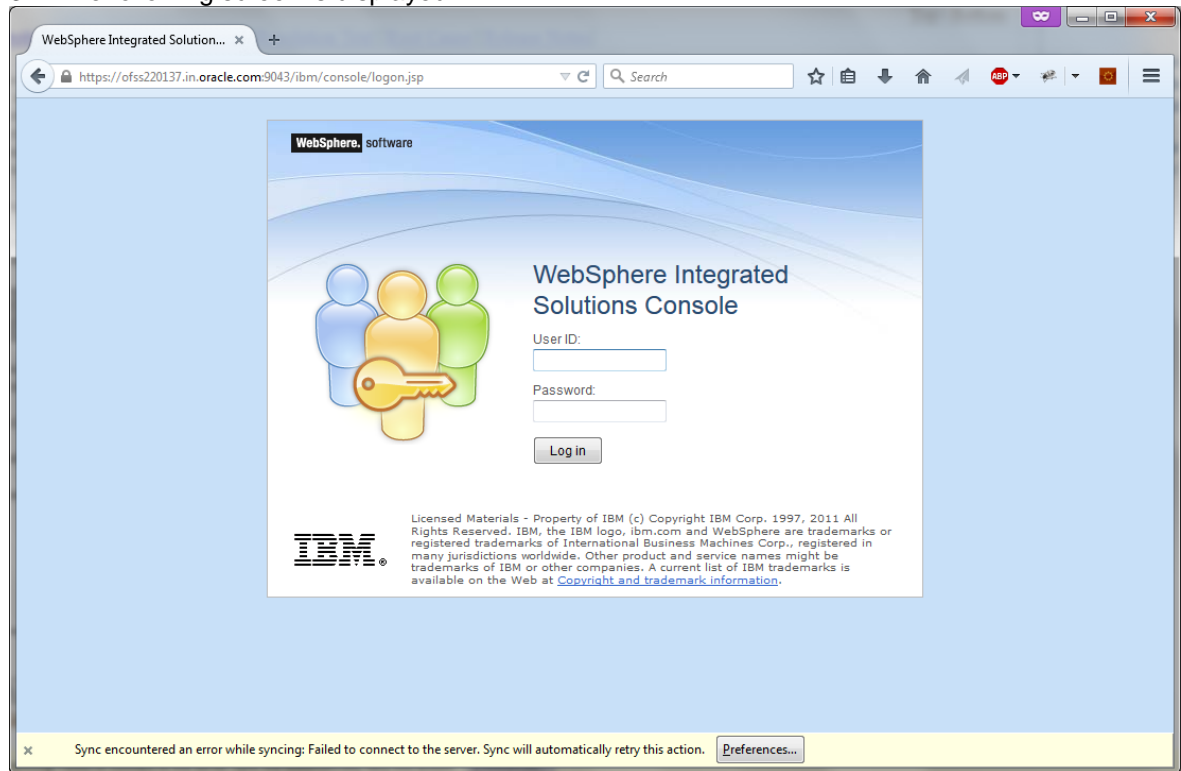 WebSphere Integrated Solution... × +
https://ofss220137.in.oracle.com:9043/ibm/console/logon.jsp
Search
ABP
WebSphere. software
WebSphere Integrated
Solutions Console
User ID:
Password:
Log in
IBM®
Licensed Materials - Property of IBM (c) Copyright IBM Corp. 1997, 2011 All
Rights Reserved. IBM, the IBM logo, ibm.com and WebSphere are trademarks or
registered trademarks of International Business Machines Corp., registered in
many jurisdictions worldwide. Other product and service names might be
trademarks of IBM or other companies. A current list of IBM trademarks is
available on the Web at Copyright and trademark information.
× Sync encountered an error while syncing: Failed to connect to the server. Sync will automatically retry this action. Preferences...